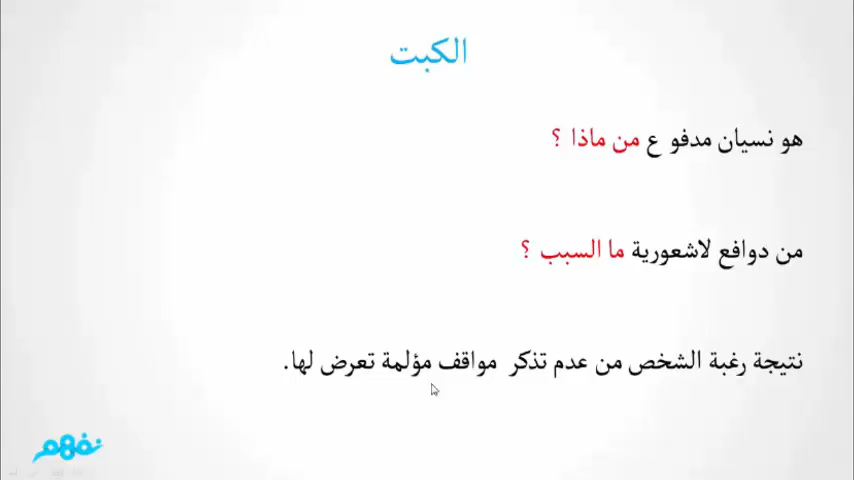 الكبت
هو نسيان مدفو ع من ماذا ؟
من دوافع لاشعورية ما السبب ؟
نتيجة رغبة الشخص من عدم تذكر مواقف مؤلمة تعرض لها.
نفهم